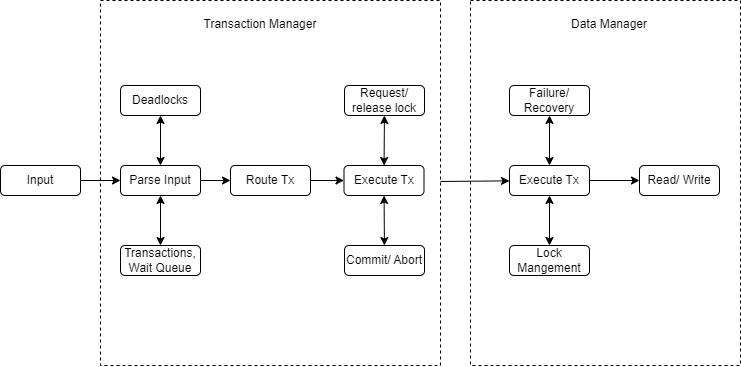 Transaction Manager
Data Manager
Deadlocks
Request/
release lock
Failure/
Recovery
Input
Parse Input
Route Tx
Execute Tx
Execute Tx
Read/ Write
Transactions,
Wait Queue
Commit/ Abort
Lock
Mangement